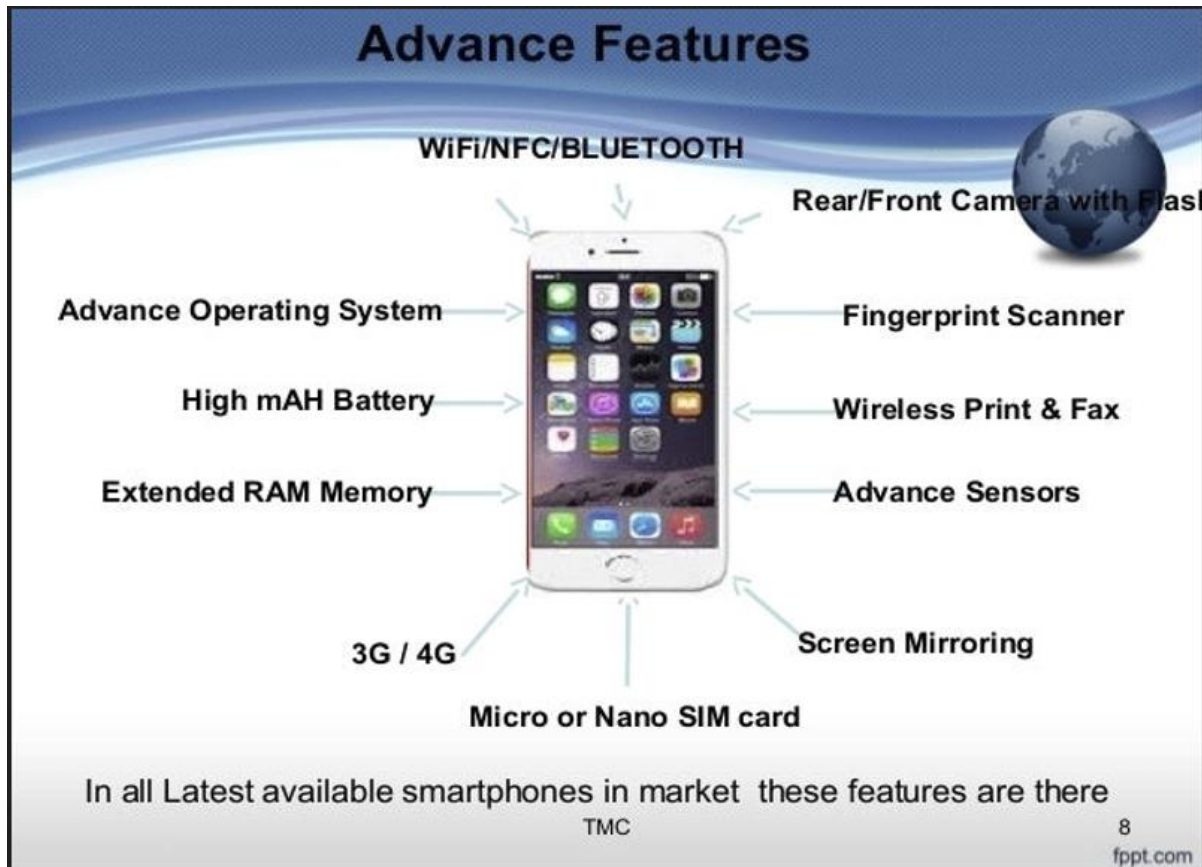 Advance Features
WiFi/NFC/BLUETOOTH
Rear/Front Camera with Flash
Advance Operating System
Fingerprint Scanner
High mAH Battery
Wireless Print & Fax
Extended RAM Memory
Advance Sensors
3G / 4G
Screen Mirroring
Micro or Nano SIM card
In all Latest available smartphones in market these features are there
TMC
8
fppt.com